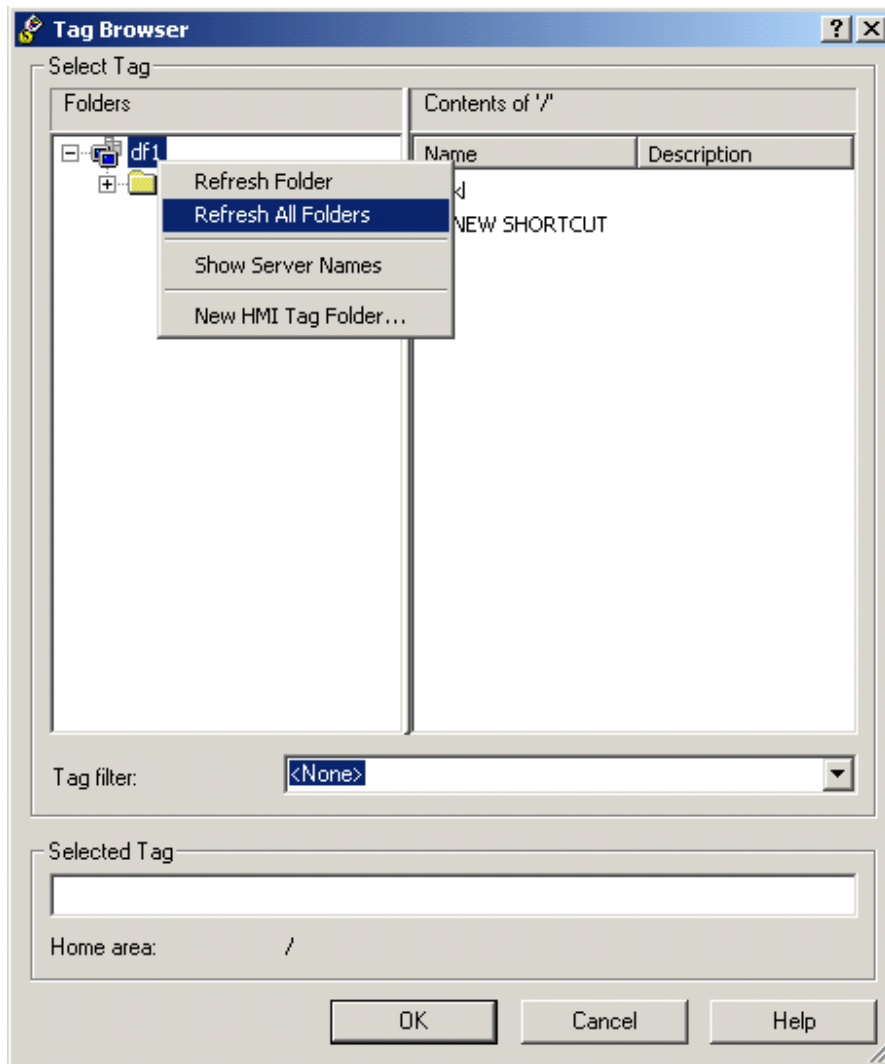 Tag Browser
Select Tag
Folders
Contents of '/'
df1
Name
Description
Refresh Folder
Refresh All Folders
NEW SHORTCUT
Show Server Names
New HMI Tag Folder...
Tag filter:
<None>
Selected Tag
Home area:
/
OK
Cancel
Help